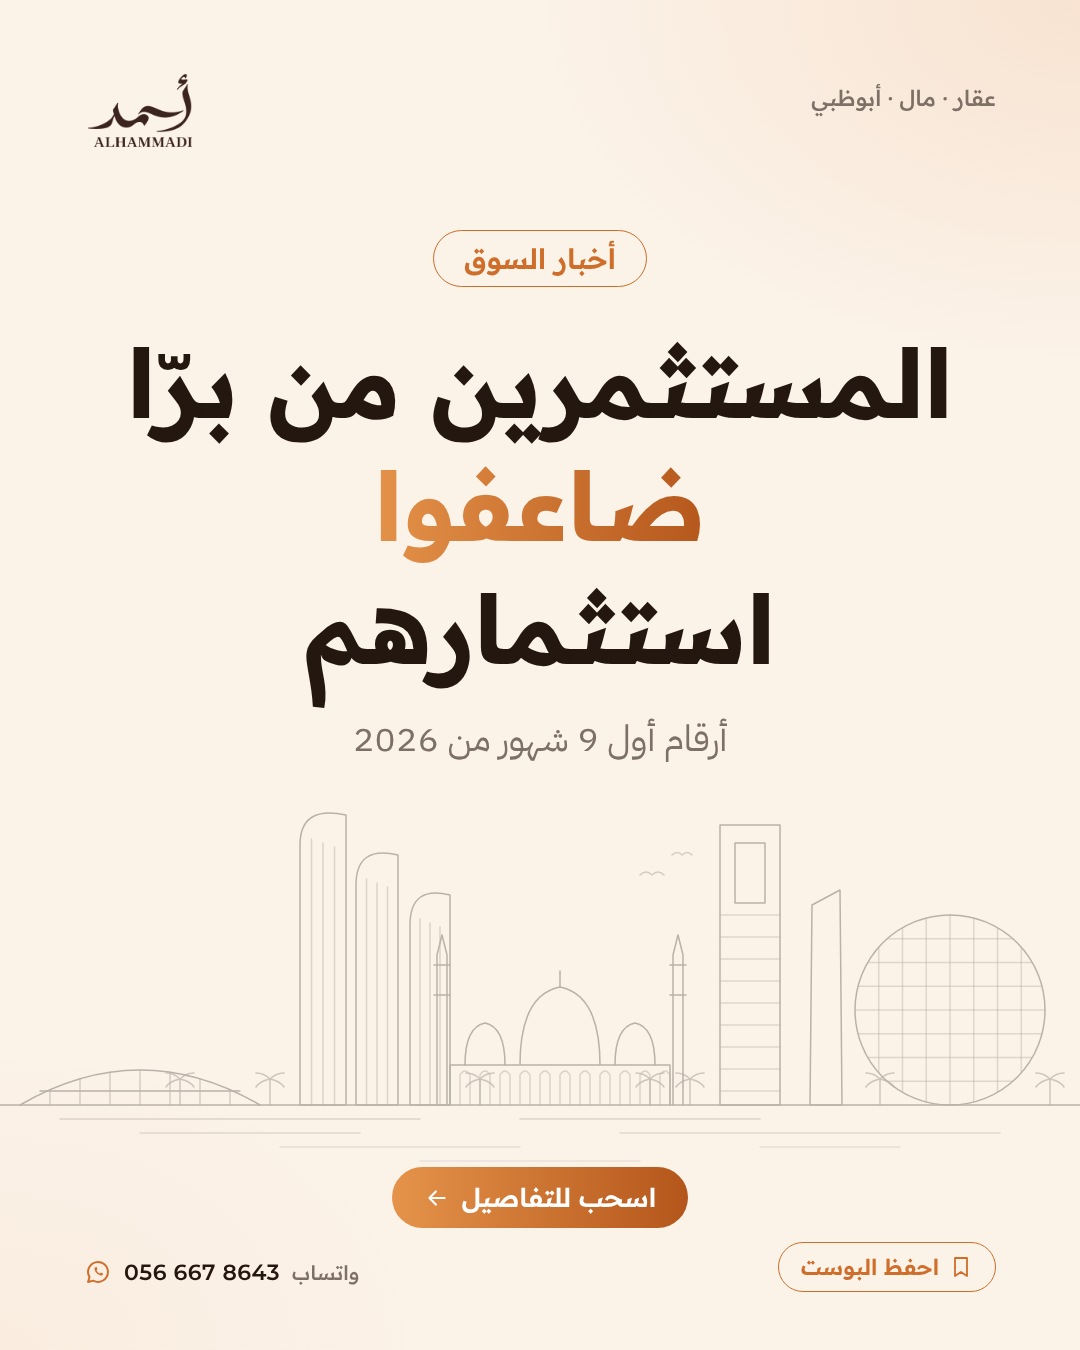 عقار · مال · أبوظبي
أحمد
ALHAMMADI
أخبار السوق
المستثمرين من برّا
ضاعفوا
استثمارهم
أرقام أول 9 شهور من 2026
اسحب للتفاصيل ←
احفظ البوست
واتساب 056 667 8643